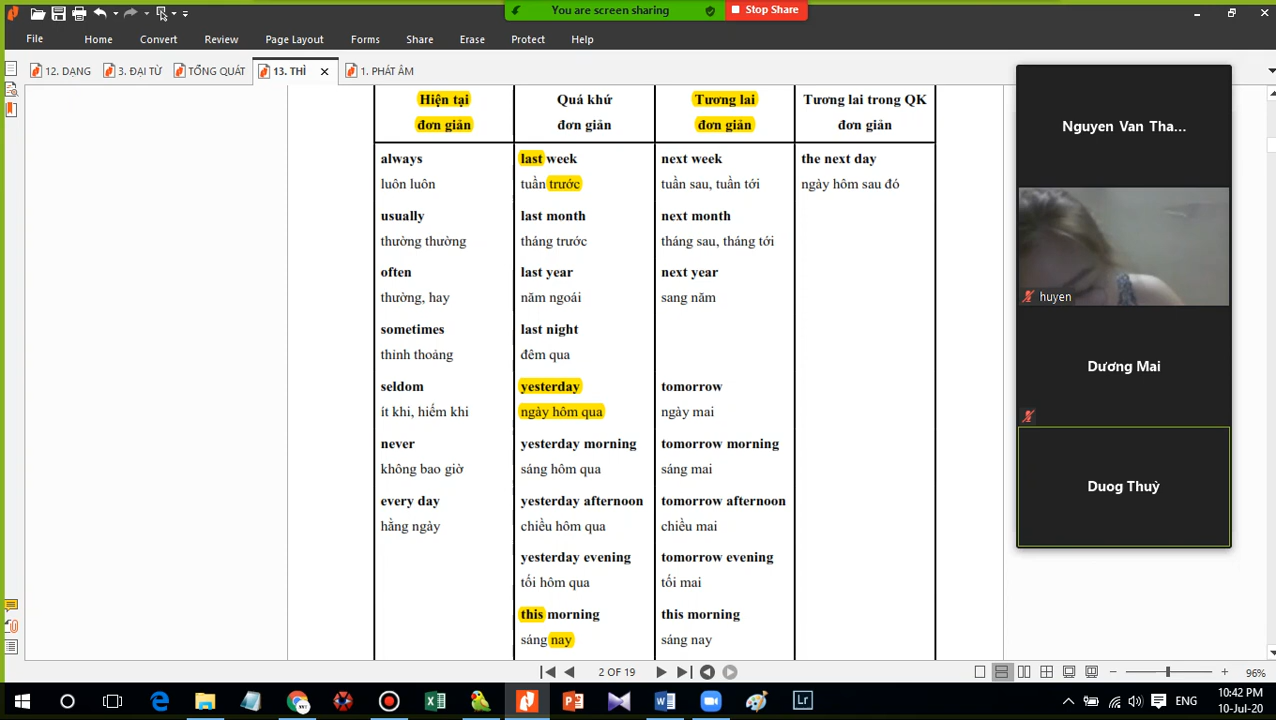 You are screen sharing
Stop Share
File
Home
Convert
Review
Page Layout
Forms
Share
Erase
Protect
Help
12. DẠNG
3. ĐẠI TỪ
TỔNG QUÁT
13. THÌ
1. PHÁT ÂM
Hiện tại
đơn giản
Quá khứ
đơn giản
Tương lai
đơn giản
Tương lai trong QK
đơn giản
always
luôn luôn
usually
thường thường
often
thường, hay
sometimes
thỉnh thoảng
seldom
ít khi, hiếm khi
never
không bao giờ
every day
hằng ngày
last week
tuần trước
last month
tháng trước
last year
năm ngoái
last night
đêm qua
yesterday
ngày hôm qua
yesterday morning
sáng hôm qua
yesterday afternoon
chiều hôm qua
yesterday evening
tối hôm qua
this morning
sáng nay
next week
tuần sau, tuần tới
next month
tháng sau, tháng tới
next year
sang năm
tomorrow
ngày mai
tomorrow morning
sáng mai
tomorrow afternoon
chiều mai
tomorrow evening
tối mai
this morning
sáng nay
the next day
ngày hôm sau đó
Nguyen Van Tha...
huyen
Dương Mai
Duog Thuỳ
2 OF 19
96%
Lr
ENG
10:42 PM
10-Jul-20